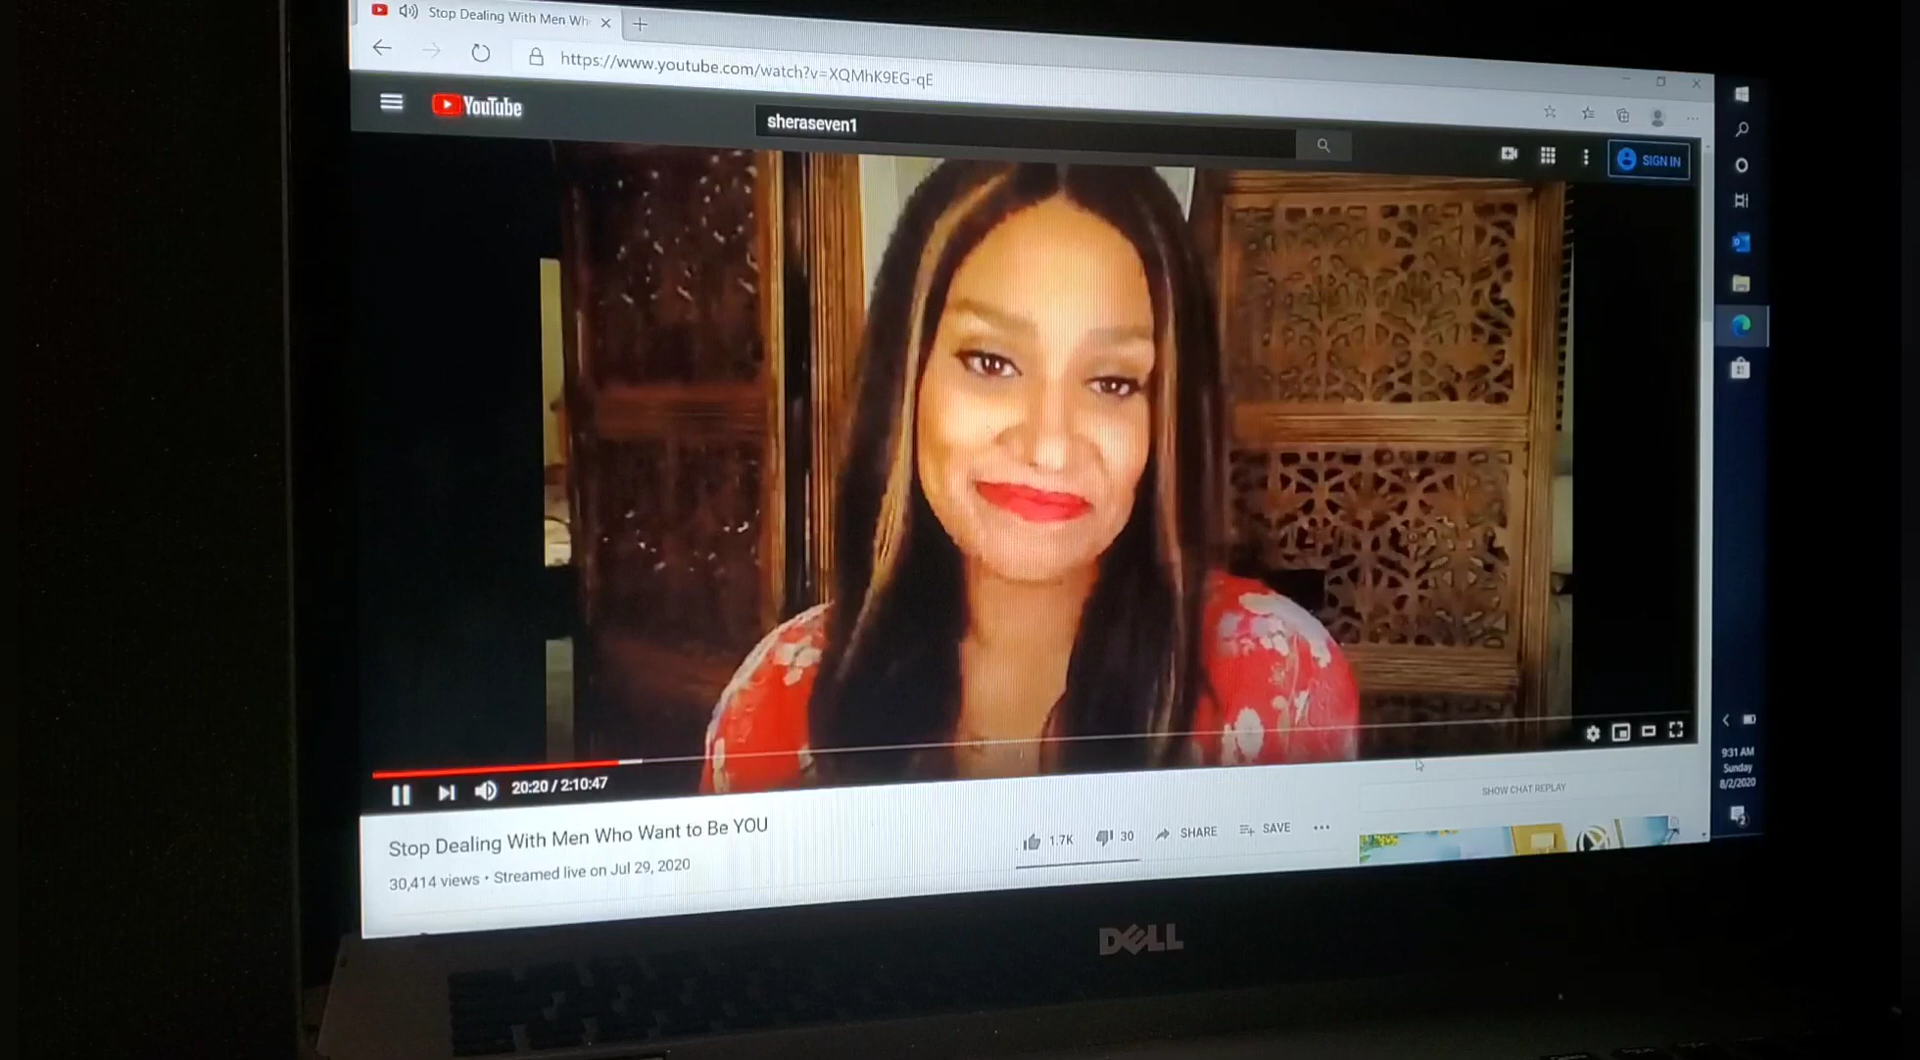 Stop Dealing With Men Wh
https://www.youtube.com/watch?v=XQMhK9EG-qE
YouTube
sheraseven1
SIGN IN
20:20 / 2:10:47
9:31 AM
Sunday
8/2/2020
SHOW CHAT REPLAY
Stop Dealing With Men Who Want to Be YOU
30,414 views • Streamed live on Jul 29, 2020
1.7K
30
SHARE
SAVE
2
DELL